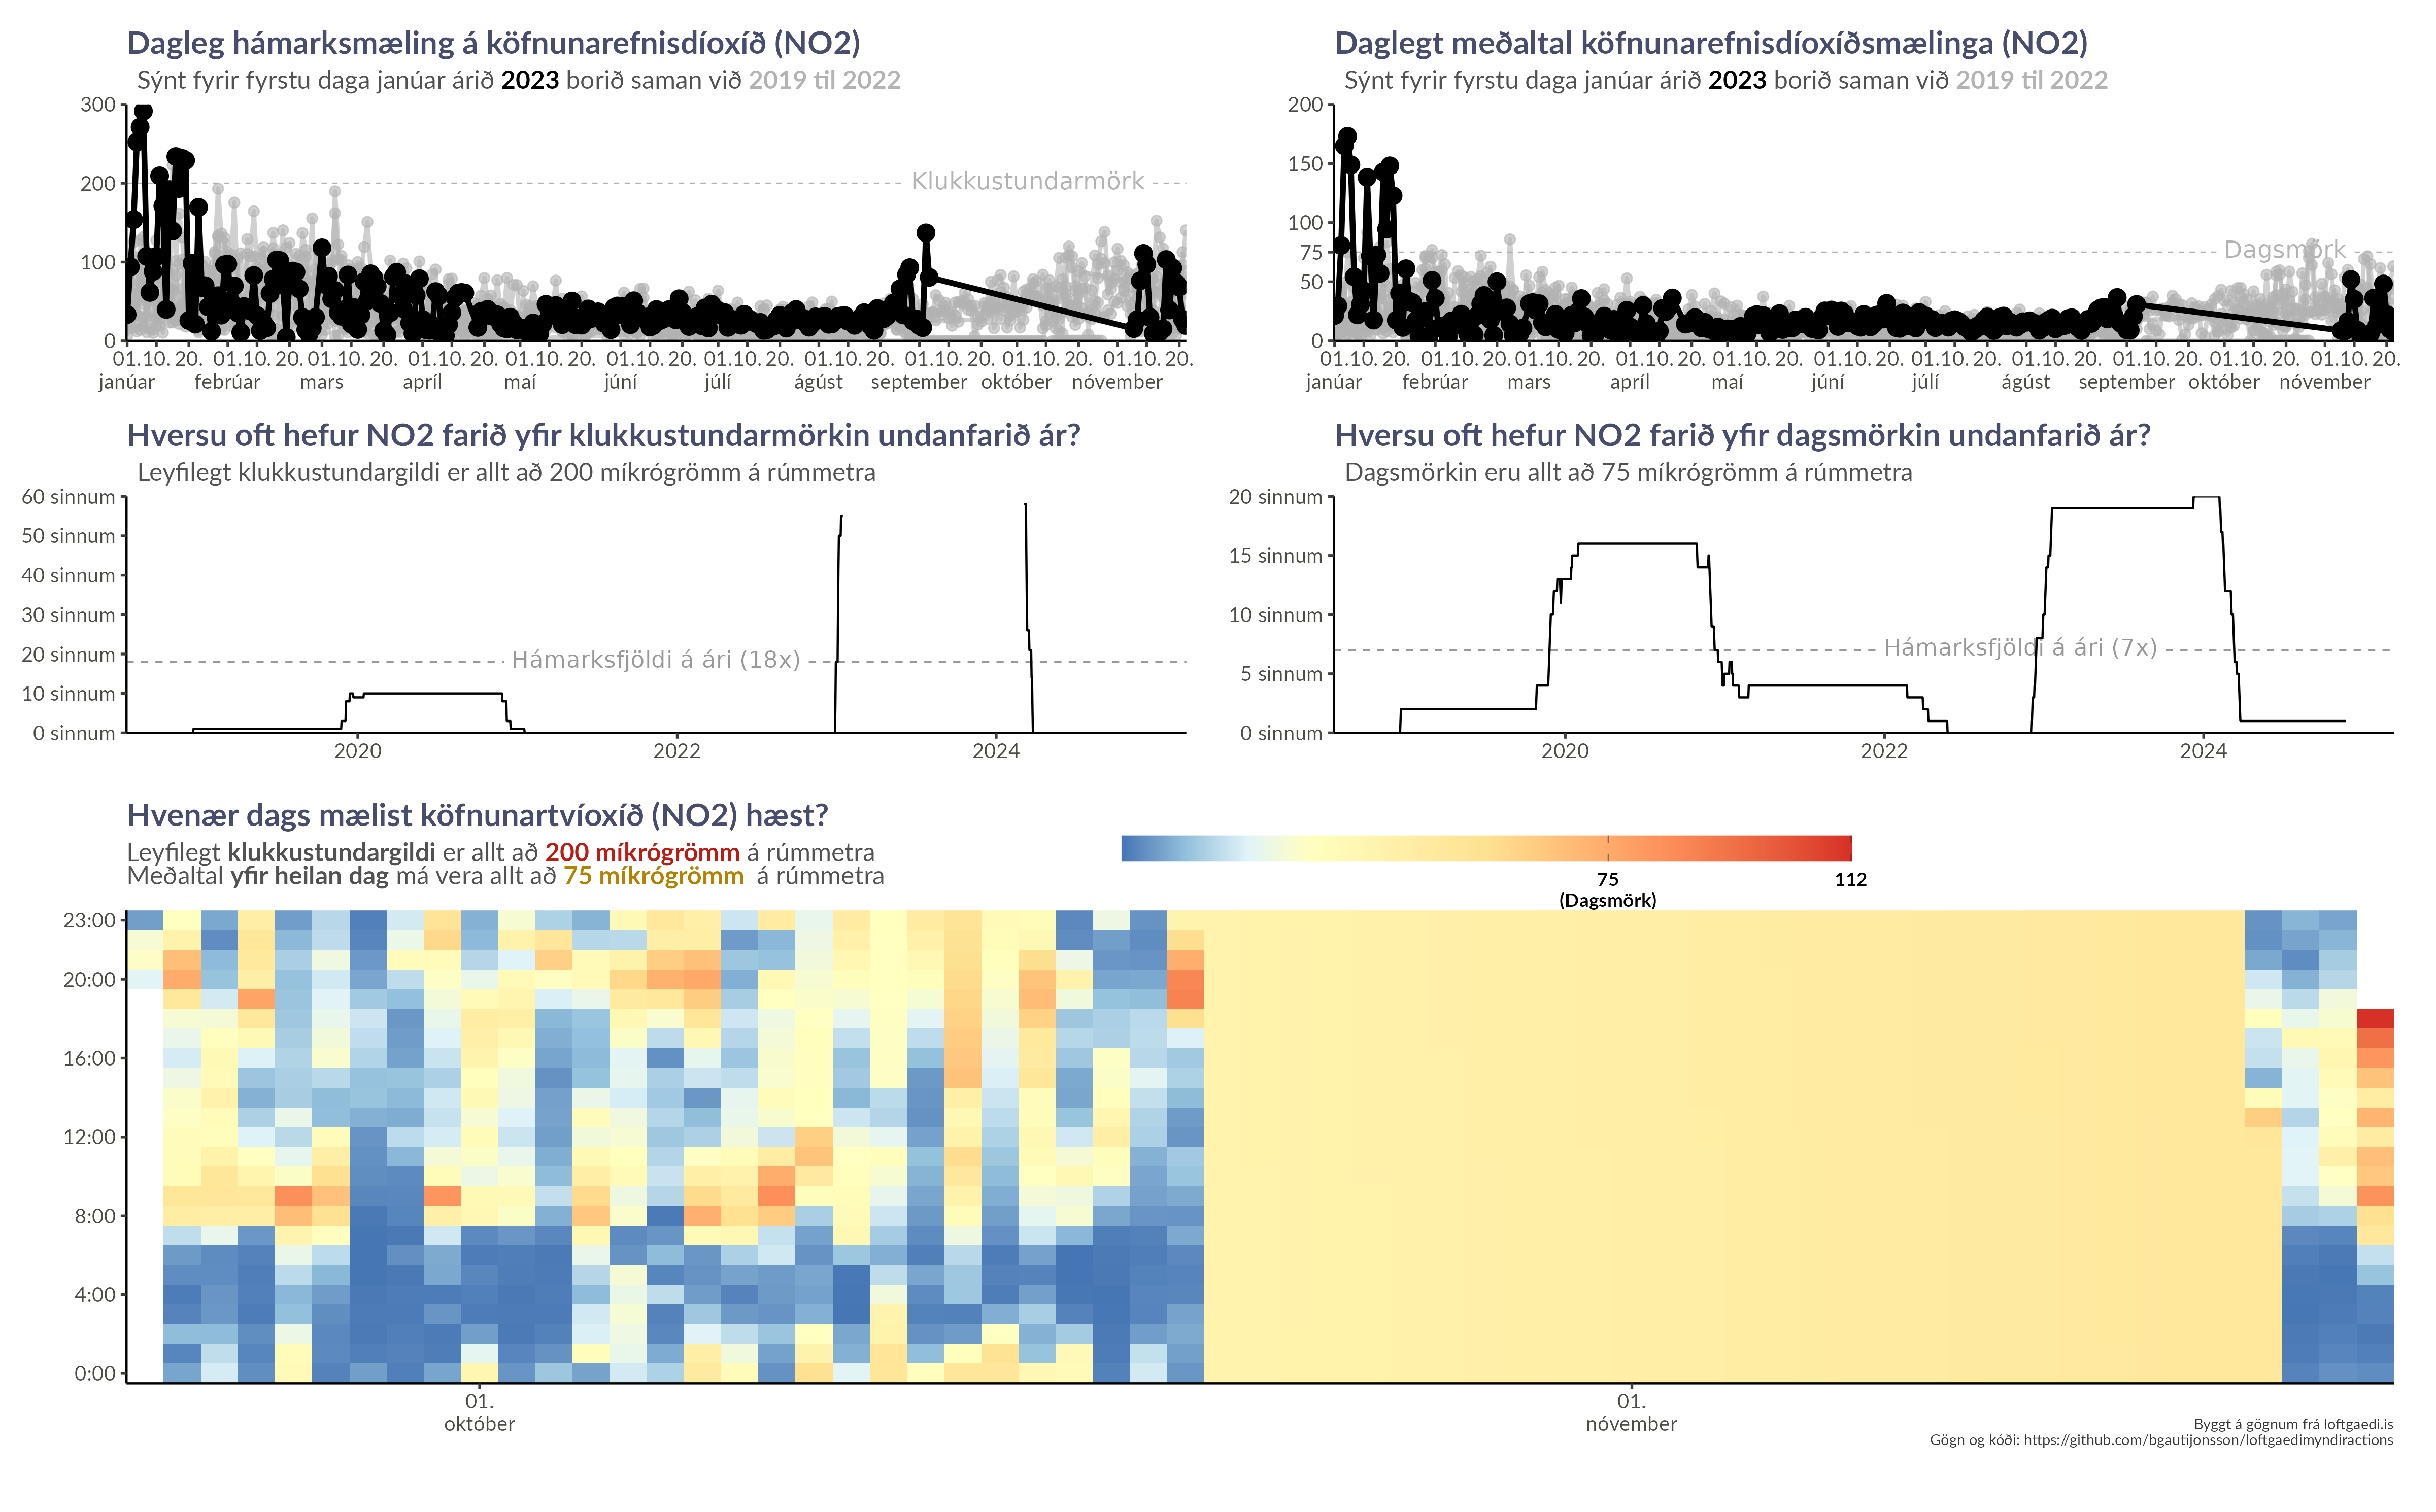 Dagleg hámarksmæling á köfnunarefnisdíoxíð (NO2)
Sýnt fyrir fyrstu daga janúar árið 2023 borið saman við 2019 til 2022
300
200
100
0
Klukkustundarmörk
01. 10. 20. 01. 10. 20. 01. 10. 20. 01. 10. 20. 01. 10. 20. 01. 10. 20. 01. 10. 20. 01. 10. 20. 01. 10. 20. 01. 10. 20. 01. 10. 20.
janúar febrúar mars apríl maí júní júlí ágúst september október nóvember
Daglegt meðaltal köfnunarefnisdíoxíðsmælinga (NO2)
Sýnt fyrir fyrstu daga janúar árið 2023 borið saman við 2019 til 2022
200
150
100
75
50
0
Dagsmörk
01. 10. 20. 01. 10. 20. 01. 10. 20. 01. 10. 20. 01. 10. 20. 01. 10. 20. 01. 10. 20. 01. 10. 20. 01. 10. 20. 01. 10. 20. 01. 10. 20.
janúar febrúar mars apríl maí júní júlí ágúst september október nóvember
Hversu oft hefur NO2 farið yfir klukkustundarmörkin undanfarið ár?
Leyfilegt klukkustundargildi er allt að 200 míkrógrömm á rúmmetra
60 sinnum
50 sinnum
40 sinnum
30 sinnum
20 sinnum
10 sinnum
0 sinnum
Hámarksfjöldi á ári (18x)
2020 2022 2024
Hversu oft hefur NO2 farið yfir dagsmörkin undanfarið ár?
Dagsmörkin eru allt að 75 míkrógrömm á rúmmetra
20 sinnum
15 sinnum
10 sinnum
5 sinnum
0 sinnum
Hámarksfjöldi á ári (7x)
2020 2022 2024
Hvenær dags mælist köfnunartvíoxíð (NO2) hæst?
Leyfilegt klukkustundargildi er allt að 200 míkrógrömm á rúmmetra
Meðaltal yfir heilan dag má vera allt að 75 míkrógrömm á rúmmetra
75 112
(Dagsmörk)
23:00
20:00
16:00
12:00
8:00
4:00
0:00
01. 01.
október nóvember
Byggt á gögnum frá loftgaedi.is
Gögn og kóði: https://github.com/bgautijonsson/loftgaedimyndiractions